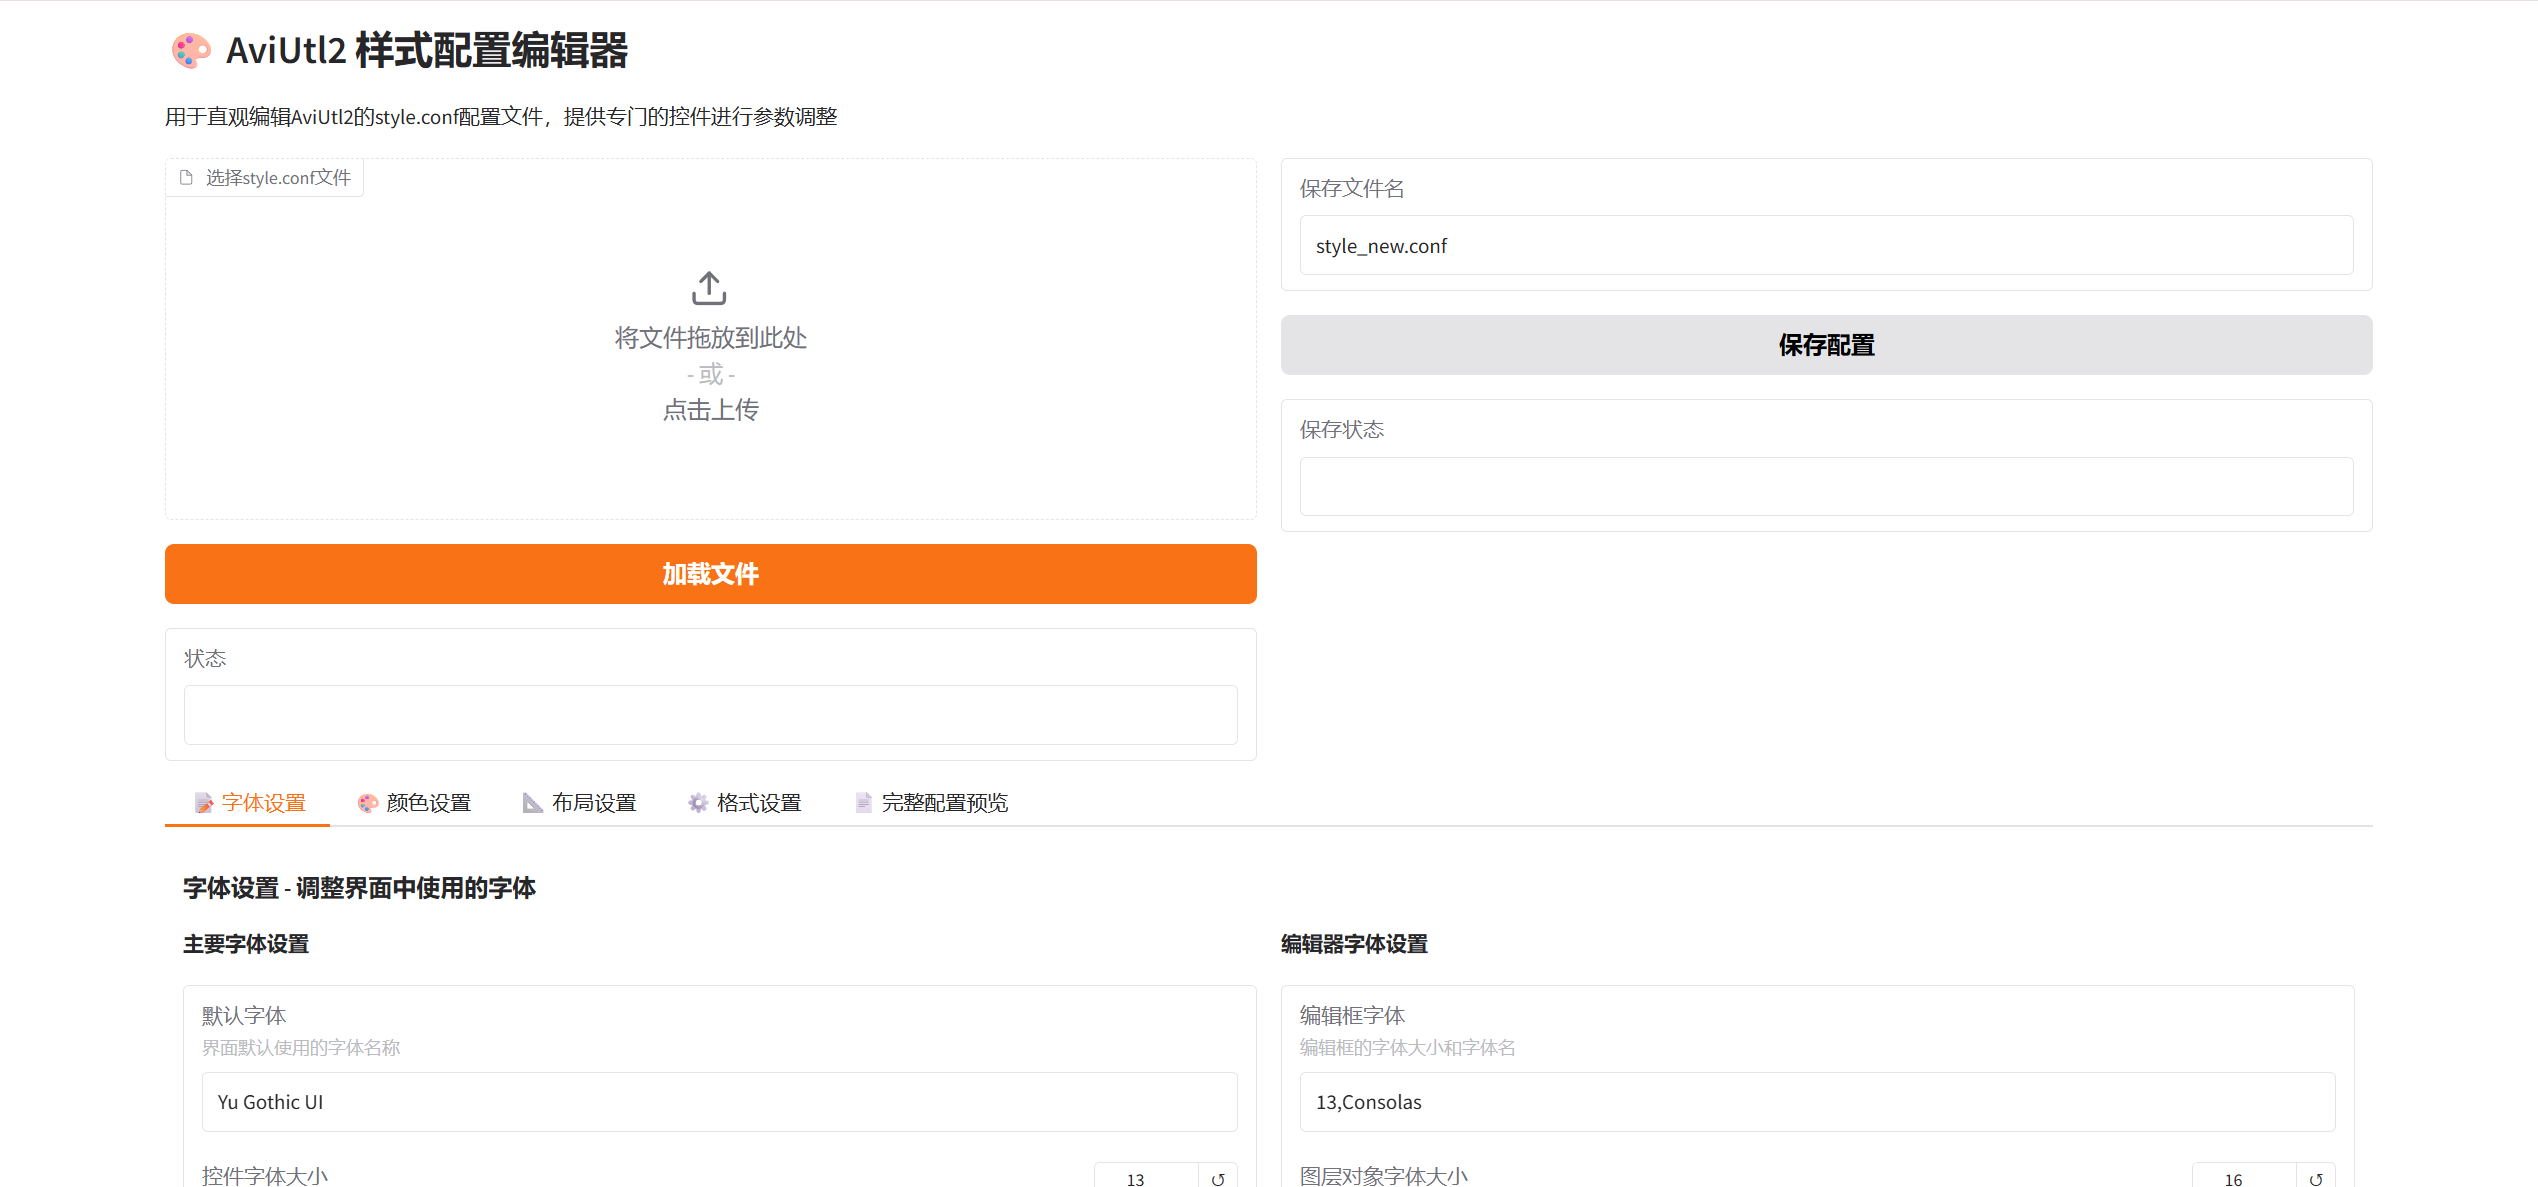 AviUtl2 样式配置编辑器
用于直观编辑AviUtl2的style.conf配置文件，提供专门的控件进行参数调整
选择style.conf文件
将文件拖放到此处
- 或 -
点击上传
加载文件
状态
保存文件名
style_new.conf
保存配置
保存状态
字体设置
颜色设置
布局设置
格式设置
完整配置预览
字体设置 - 调整界面中使用的字体
主要字体设置
默认字体
界面默认使用的字体名称
Yu Gothic UI
控件字体大小
13
编辑器字体设置
编辑框字体
编辑框的字体大小和字体名
13,Consolas
图层对象字体大小
16